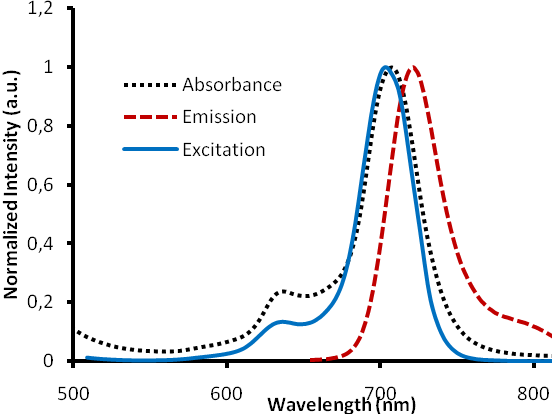 1,2
1
0,8
0,6
0,4
0,2
0
Normalized Intensity (a.u.)
Absorbance
Emission
Excitation
500 600 700 800
Wavelength (nm)